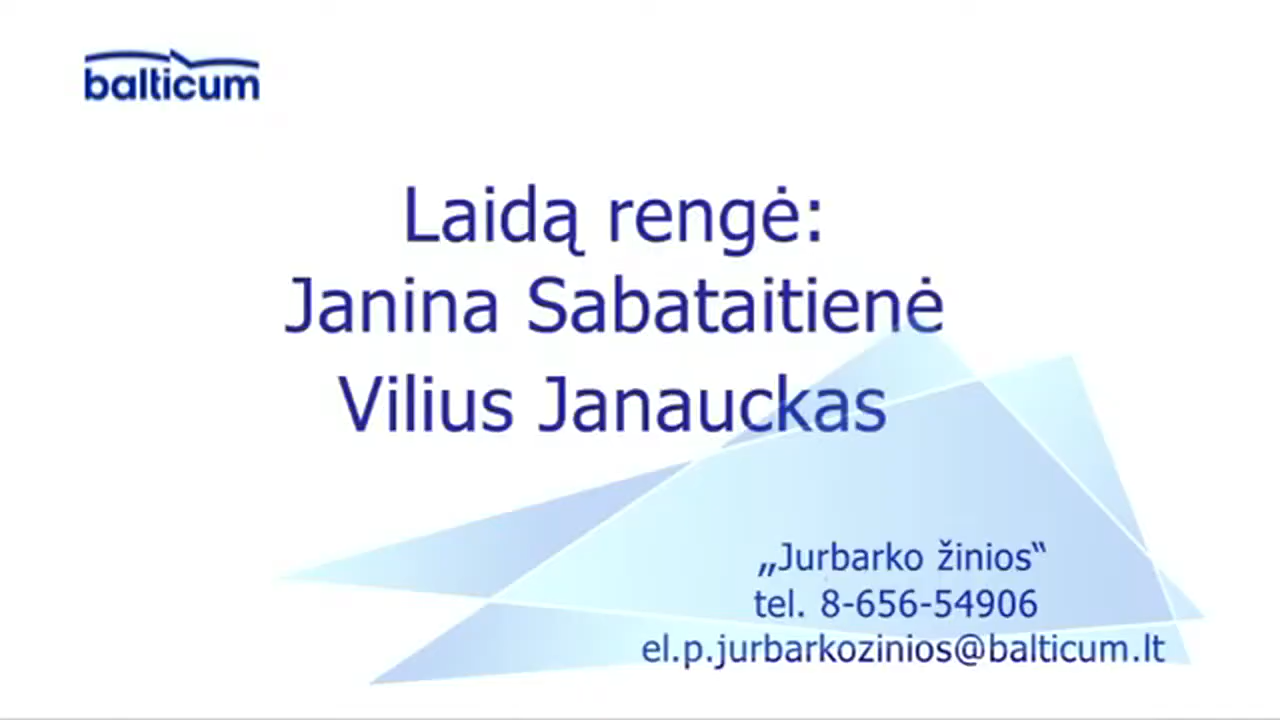 balticum
Laidą rengė:
Janina Sabataitienė
Vilius Janauckas
„Jurbarko žinios“
tel. 8-656-54906
el.p.jurbarkozinios@balticum.lt